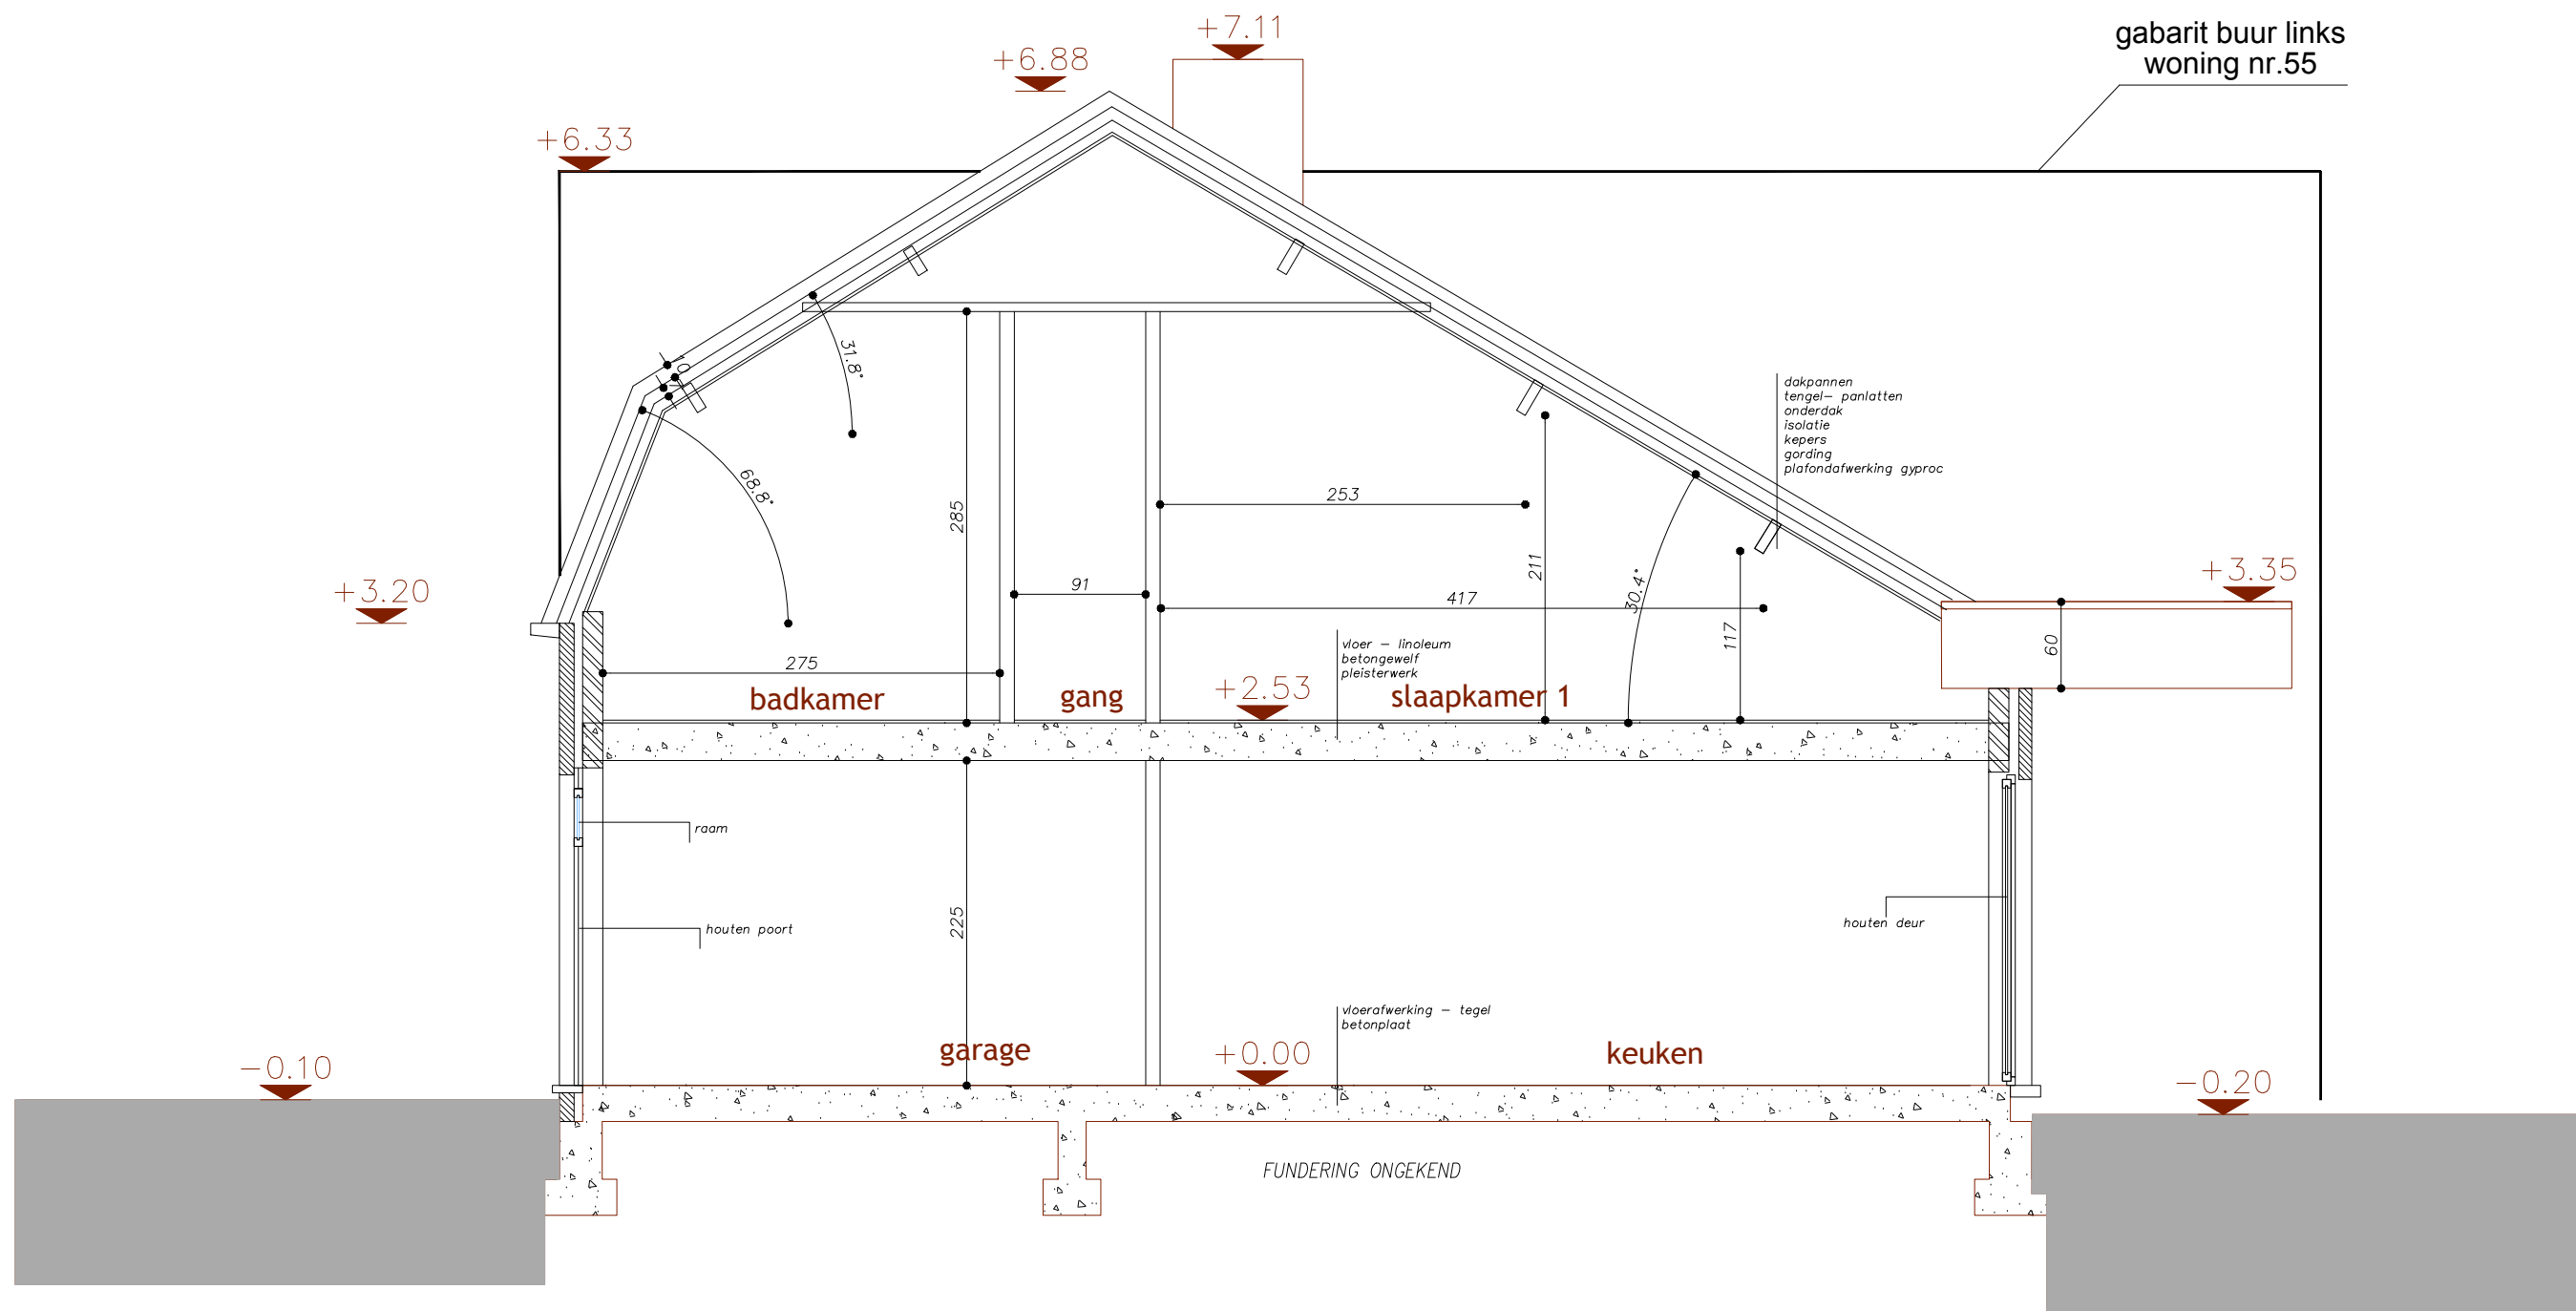 +7.11
gabarit buur links
woning nr.55
+6.88
+6.33
31.8°
dakpannen
tengel- panlatten
onderdak
isolatie
kepers
gording
plafondafwerking gyproc
68.8°
253
285
211
30.4°
+3.35
+3.20
91
417
117
60
vloer - linoleum
betongewelf
pleisterwerk
275
badkamer
gang
+2.53
slaapkamer 1
raam
houten poort
225
houten deur
vloerafwerking - tegel
betonplaat
garage
+0.00
keuken
-0.10
-0.20
FUNDERING ONGEKEND